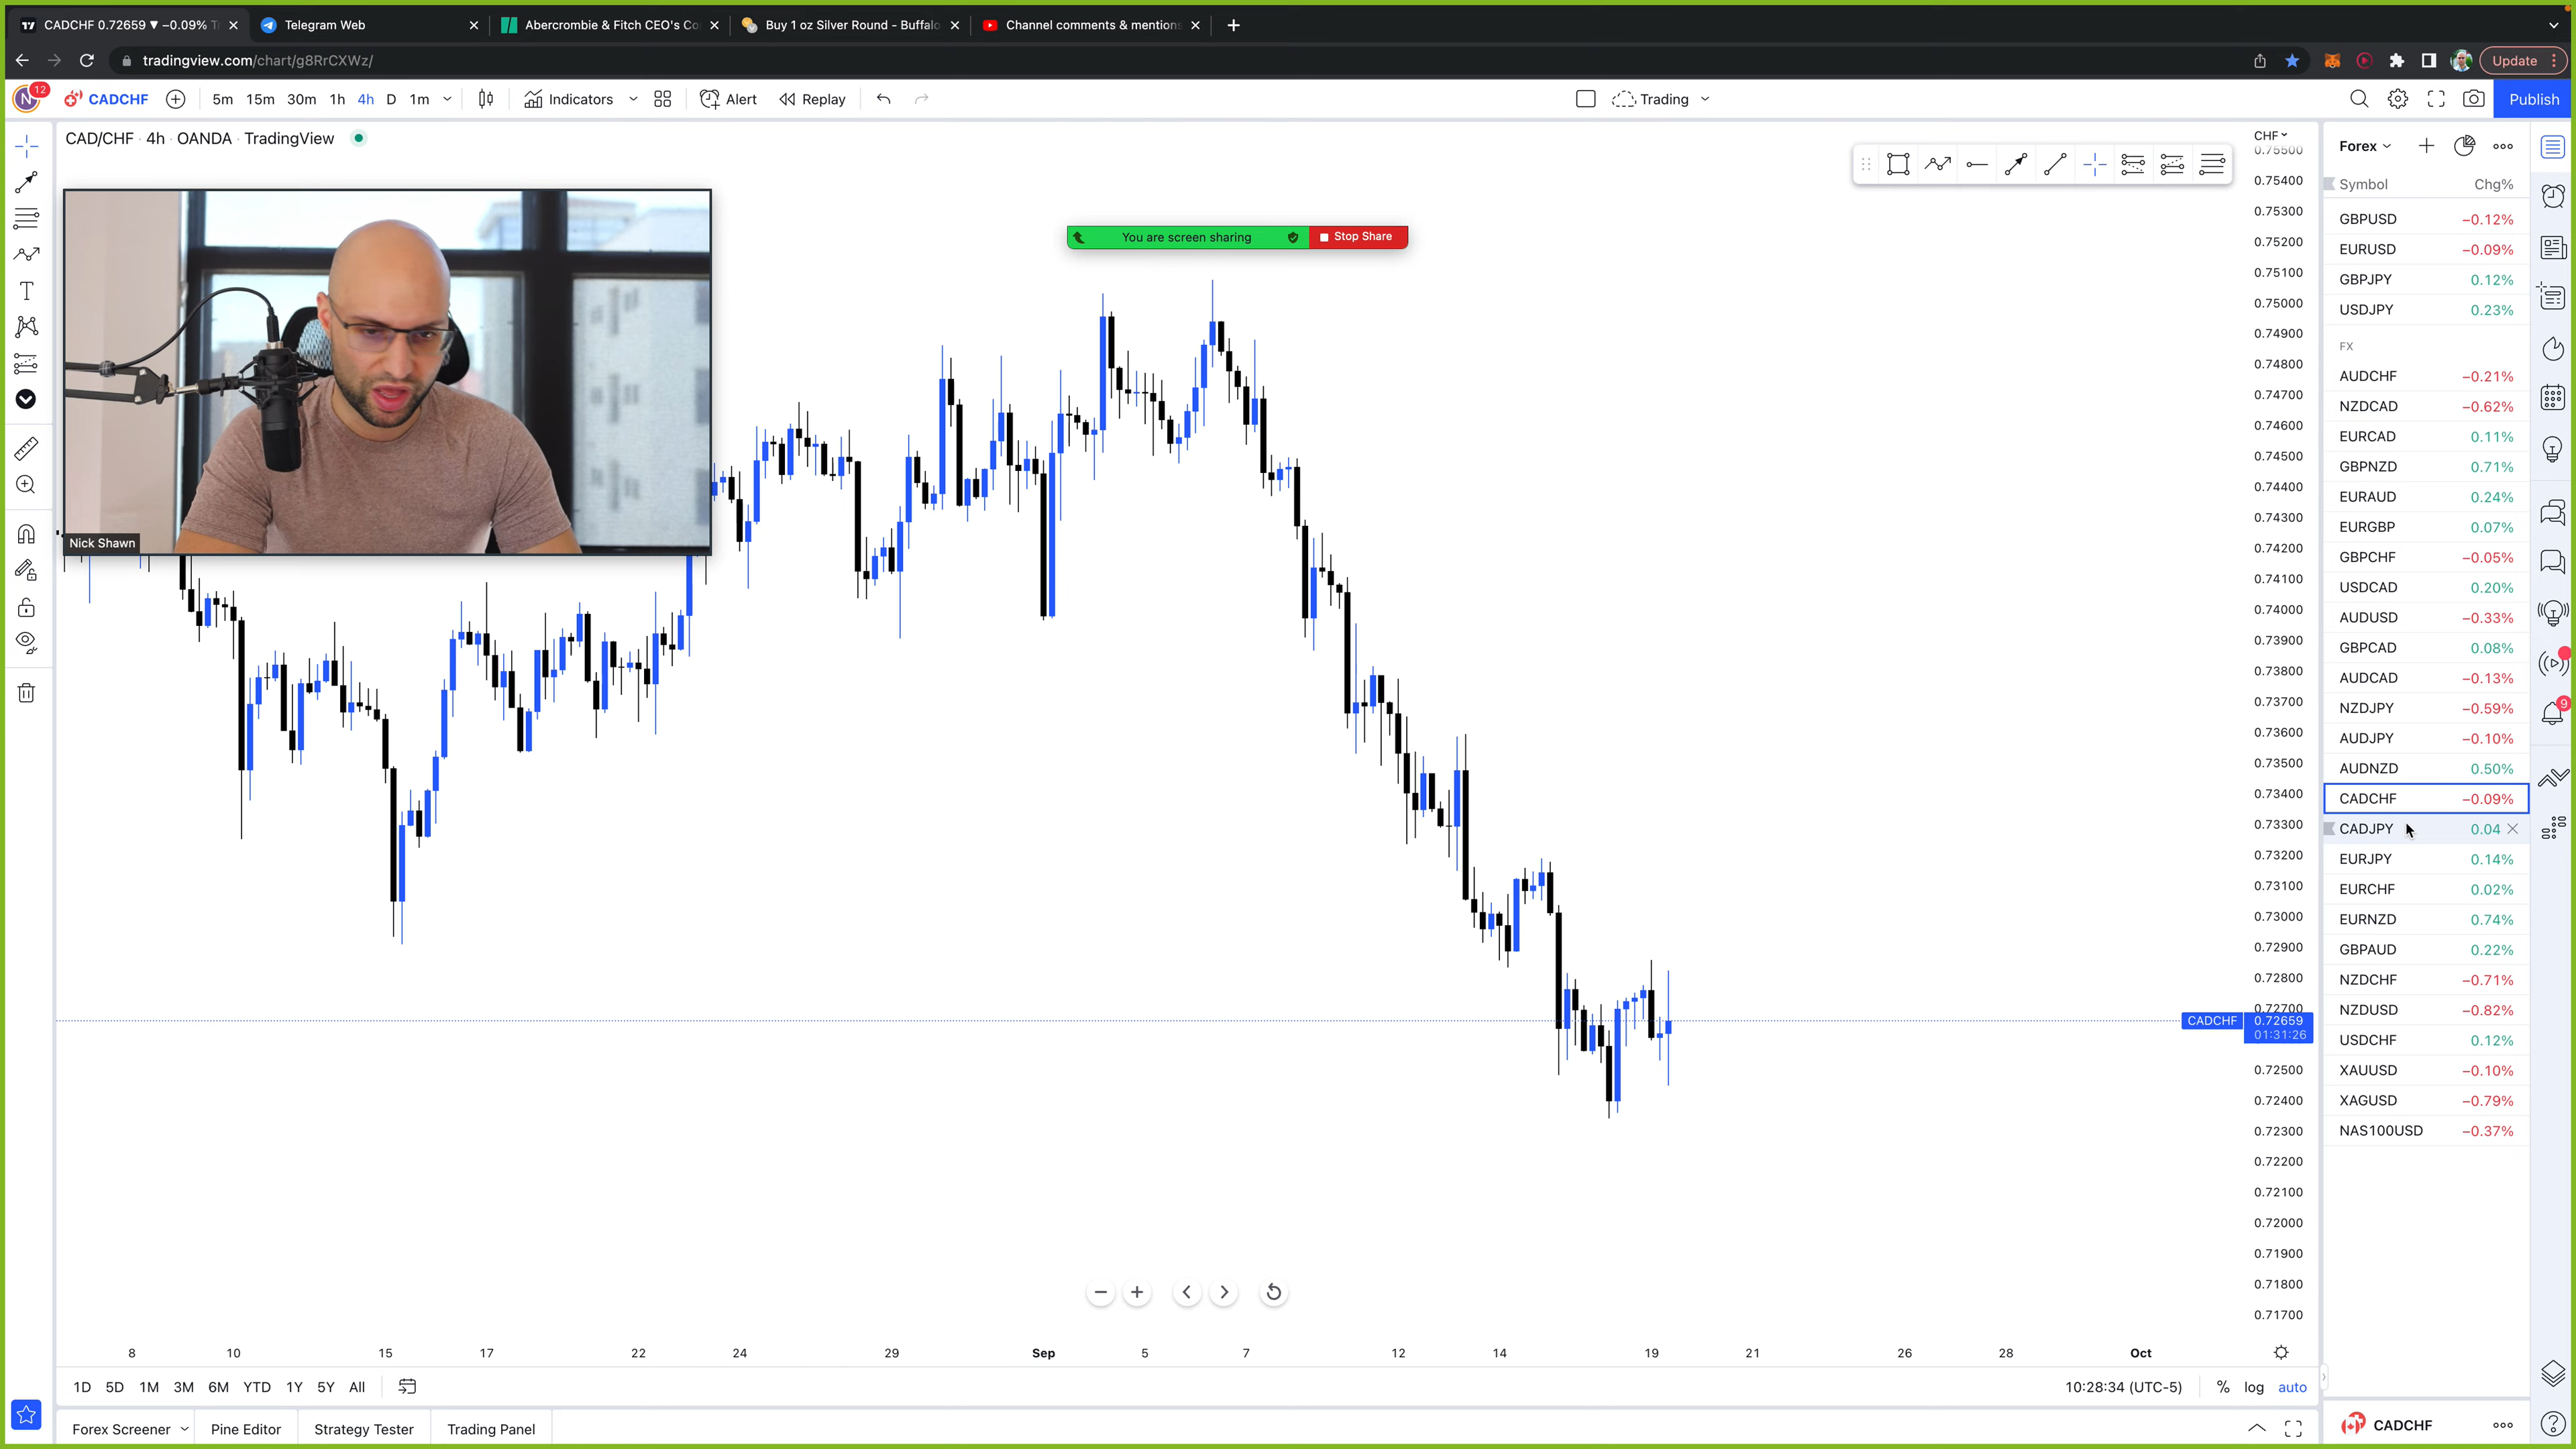 CADCHF 0.72659 ▼ −0.09% Tr
Telegram Web
Abercrombie & Fitch CEO's Co
Buy 1 oz Silver Round - Buffalo
Channel comments & mentions
tradingview.com/chart/g8RrCXWz/
Update
N
12
CADCHF
5m 15m 30m 1h 4h D 1m
Indicators
Alert
Replay
Trading
Publish
CAD/CHF · 4h · OANDA · TradingView
CHF
Nick Shawn
You are screen sharing
Stop Share
0.75500
0.75400
0.75300
0.75200
0.75100
0.75000
0.74900
0.74800
0.74700
0.74600
0.74500
0.74400
0.74300
0.74200
0.74100
0.74000
0.73900
0.73800
0.73700
0.73600
0.73500
0.73400
0.73300
0.73200
0.73100
0.73000
0.72900
0.72800
0.72700
CADCHF 0.72659
01:31:26
0.72500
0.72400
0.72300
0.72200
0.72100
0.72000
0.71900
0.71800
0.71700
8 10 15 17 22 24 29 Sep 5 7 12 14 19 21 26 28 Oct
1D 5D 1M 3M 6M YTD 1Y 5Y All
10:28:34 (UTC-5)
% log auto
Forex Screener
Pine Editor
Strategy Tester
Trading Panel
Forex
Symbol Chg%
GBPUSD −0.12%
EURUSD −0.09%
GBPJPY 0.12%
USDJPY 0.23%
FX
AUDCHF −0.21%
NZDCAD −0.62%
EURCAD 0.11%
GBPNZD 0.71%
EURAUD 0.24%
EURGBP 0.07%
GBPCHF −0.05%
USDCAD 0.20%
AUDUSD −0.33%
GBPCAD 0.08%
AUDCAD −0.13%
NZDJPY −0.59%
AUDJPY −0.10%
AUDNZD 0.50%
CADCHF −0.09%
CADJPY 0.04
EURJPY 0.14%
EURCHF 0.02%
EURNZD 0.74%
GBPAUD 0.22%
NZDCHF −0.71%
NZDUSD −0.82%
USDCHF 0.12%
XAUUSD −0.10%
XAGUSD −0.79%
NAS100USD −0.37%
CADCHF
9